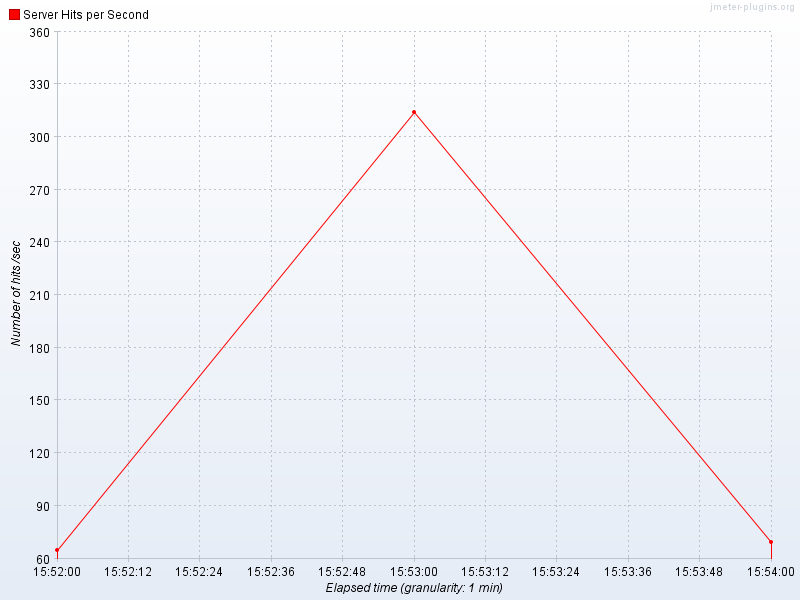 jmeter-plugins.org
Server Hits per Second
360
330
300
270
240
210
180
150
120
90
60
Number of hits /sec
15:52:00 15:52:12 15:52:24 15:52:36 15:52:48 15:53:00 15:53:12 15:53:24 15:53:36 15:53:48 15:54:00
Elapsed time (granularity: 1 min)